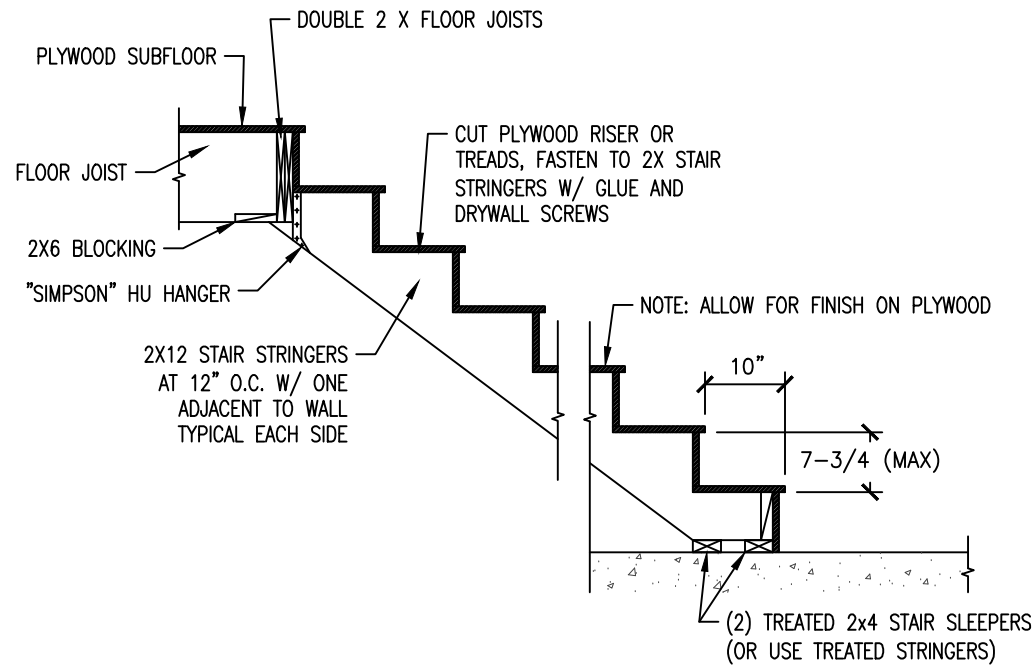 DOUBLE 2 X FLOOR JOISTS
PLYWOOD SUBFLOOR
FLOOR JOIST
2X6 BLOCKING
"SIMPSON" HU HANGER
CUT PLYWOOD RISER OR
TREADS, FASTEN TO 2X STAIR
STRINGERS W/ GLUE AND
DRYWALL SCREWS
2X12 STAIR STRINGERS
AT 12" O.C. W/ ONE
ADJACENT TO WALL
TYPICAL EACH SIDE
NOTE: ALLOW FOR FINISH ON PLYWOOD
10"
7-3/4 (MAX)
(2) TREATED 2x4 STAIR SLEEPERS
(OR USE TREATED STRINGERS)